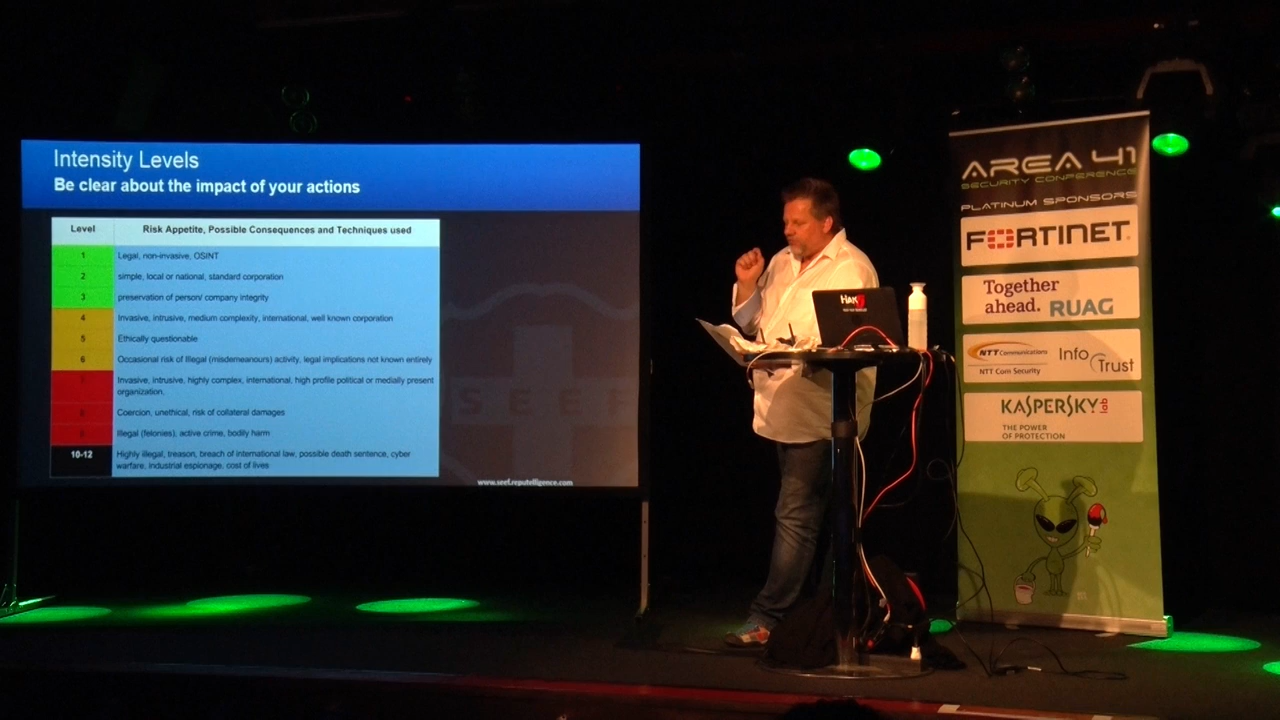 Intensity Levels
Be clear about the impact of your actions
Level Risk Appetite, Possible Consequences and Techniques used
1 Legal, non-invasive, OSINT
2 simple, local or national, standard corporation
3 preservation of person/ company integrity
4 Invasive, intrusive, medium complexity, international, well known corporation
5 Ethically questionable
6 Occasional risk of Illegal (misdemeanours) activity, legal implications not known entirely
Invasive, intrusive, highly complex, international, high profile political or medially present
organization.
Coercion, unethical, risk of collateral damages
Illegal (felonies), active crime, bodily harm
10-12 Highly illegal, treason, breach of international law, possible death sentence, cyber
warfare, industrial espionage, cost of lives
SEEF
www.seef.reputelligence.com
HAK5
AREA 41
SECURITY CONFERENCE
PLATINUM SPONSORS
FORTINET
Together
ahead. RUAG
NTT Communications
NTT Com Security
Info
Trust
KASPERSKY lab
THE POWER
OF PROTECTION